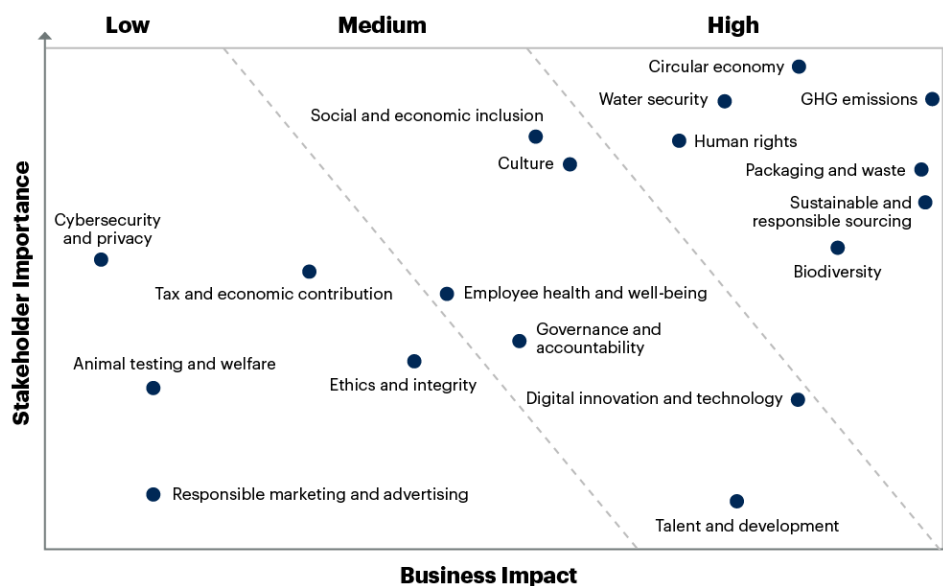 Low
Medium
High
Circular economy
Water security
GHG emissions
Social and economic inclusion
Human rights
Culture
Packaging and waste
Sustainable and
responsible sourcing
Cybersecurity
and privacy
Biodiversity
Tax and economic contribution
Employee health and well-being
Governance and
accountability
Animal testing and welfare
Ethics and integrity
Digital innovation and technology
Responsible marketing and advertising
Talent and development
Stakeholder Importance
Business Impact